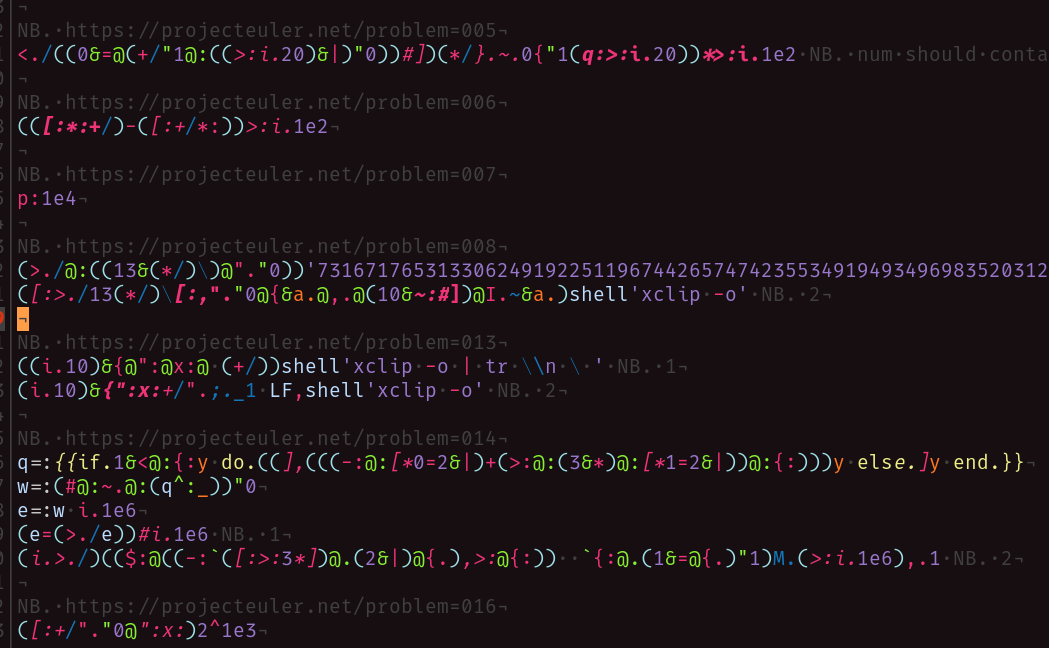 ¬
NB.·https://projecteuler.net/problem=005¬
<./((0&=@(+/"1@:((>:i.20)&|)"0))#])(*/}.~.0{"1(q:>:i.20))*>:i.1e2·NB.·num·should·conta
¬
NB.·https://projecteuler.net/problem=006¬
(([:*:+/)-([:+/*:))>:i.1e2¬
¬
NB.·https://projecteuler.net/problem=007¬
p:1e4¬
¬
NB.·https://projecteuler.net/problem=008¬
(>./@:((13&(*/)\)@"."0))'731671765313306249192251196744265747423553491949349698352031​2
([:>./13(*/)\[:,"."0@{&a.@,.@(10&~:#])@I.~&a.)shell'xclip·-o'·NB.·2¬
¬
NB.·https://projecteuler.net/problem=013¬
((i.10)&{@":@x:@·(+/))shell'xclip·-o·|·tr·\\n·\·'·NB.·1¬
(i.10)&{":x:+/".;._1·LF,shell'xclip·-o'·NB.·2¬
¬
NB.·https://projecteuler.net/problem=014¬
q=:{{if.1&<@:{:y·do.((],(((-:@:[*0=2&|)+(>:@:(3&*)@:[*1=2&|))@:{:)))y·else.]y·end.}}¬
w=:(#@:~.@:(q^:_))"0¬
e=:w·i.1e6¬
(e=(>./e))#i.1e6·NB.·1¬
(i.>./)(($:@((-:`([:>:3*])@.(2&|)@{.),>:@{:))··`{:@.(1&=@{.)"1)M.(>:i.1e6),.1·NB.·2¬
¬
NB.·https://projecteuler.net/problem=016¬
([:+/"."0@":x:)2^1e3¬